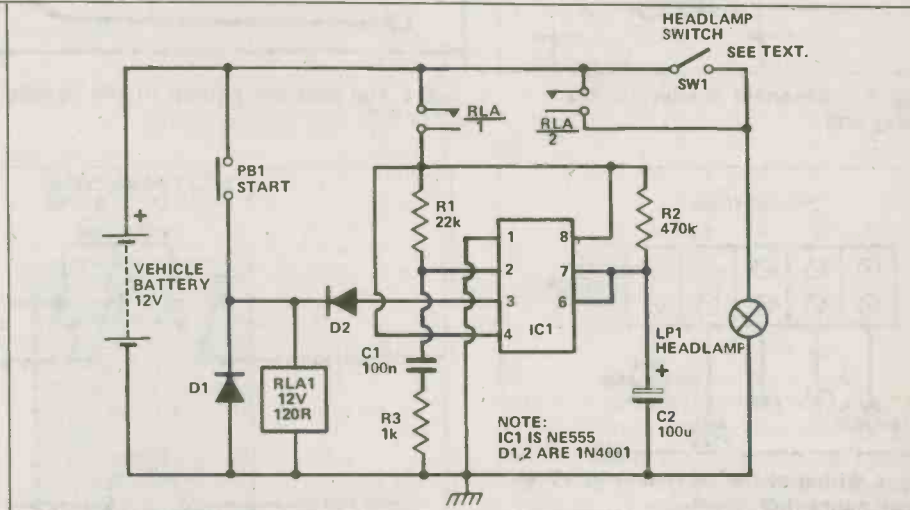 HEADLAMP
SWITCH
SEE TEXT.
SW1
RLA
1
RLA
2
PB1
START
R1
22k
R2
470k
+
VEHICLE
BATTERY
12V
1
2
3
4
8
7
6
IC1
D2
D1
RLA1
12V
120R
C1
100n
R3
1k
LP1
HEADLAMP
+
C2
100u
NOTE:
IC1 IS NE555
D1,2 ARE 1N4001